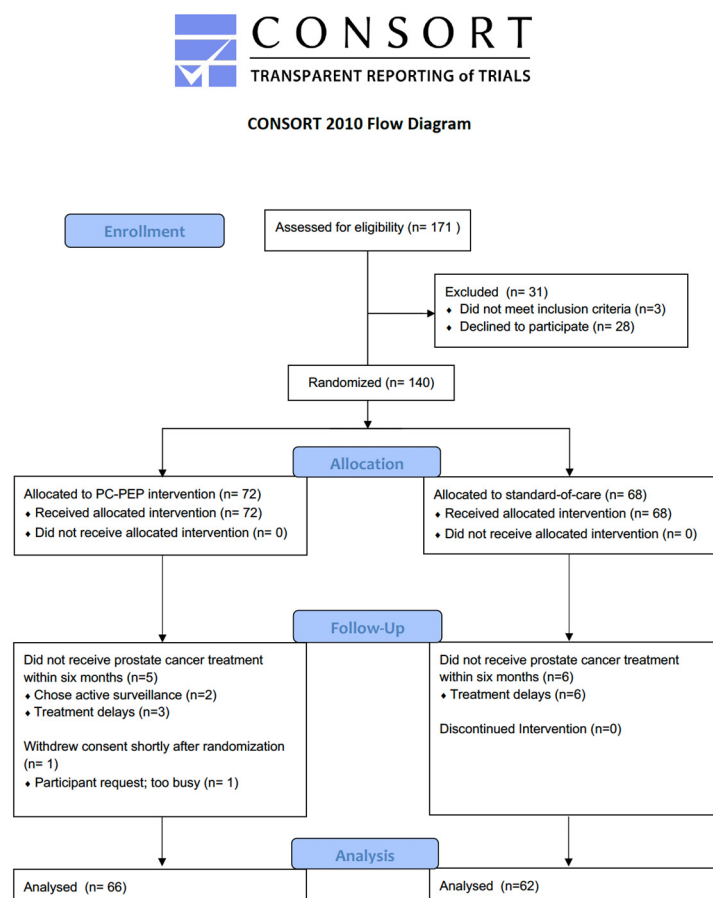 CONSORT
TRANSPARENT REPORTING of TRIALS
CONSORT 2010 Flow Diagram
Enrollment
Assessed for eligibility (n= 171 )
Excluded (n= 31)
♦ Did not meet inclusion criteria (n=3)
♦ Declined to participate (n= 28)
Randomized (n= 140)
Allocation
Allocated to PC-PEP intervention (n= 72)
♦ Received allocated intervention (n= 72)
♦ Did not receive allocated intervention (n= 0)
Allocated to standard-of-care (n= 68)
♦ Received allocated intervention (n= 68)
♦ Did not receive allocated intervention (n= 0)
Follow-Up
Did not receive prostate cancer treatment
within six months (n=5)
♦ Chose active surveillance (n=2)
♦ Treatment delays (n=3)
Withdrew consent shortly after randomization
(n= 1)
♦ Participant request; too busy (n= 1)
Did not receive prostate cancer treatment
within six months (n=6)
♦ Treatment delays (n=6)
Discontinued Intervention (n=0)
Analysis
Analysed (n= 66)
Analysed (n=62)